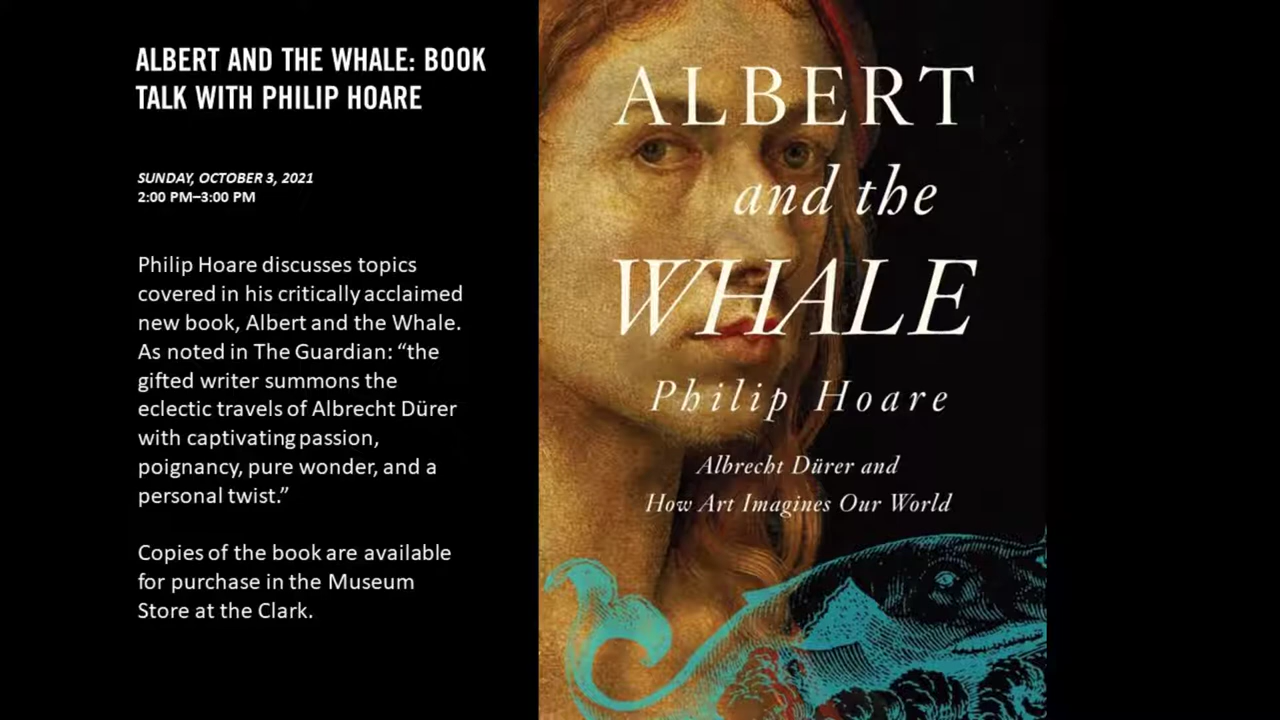 ALBERT AND THE WHALE: BOOK
TALK WITH PHILIP HOARE
SUNDAY, OCTOBER 3, 2021
2:00 PM–3:00 PM
Philip Hoare discusses topics
covered in his critically acclaimed
new book, Albert and the Whale.
As noted in The Guardian: “the
gifted writer summons the
eclectic travels of Albrecht Dürer
with captivating passion,
poignancy, pure wonder, and a
personal twist.”
Copies of the book are available
for purchase in the Museum
Store at the Clark.
ALBERT
and the
WHALE
Philip Hoare
Albrecht Dürer and
How Art Imagines Our World